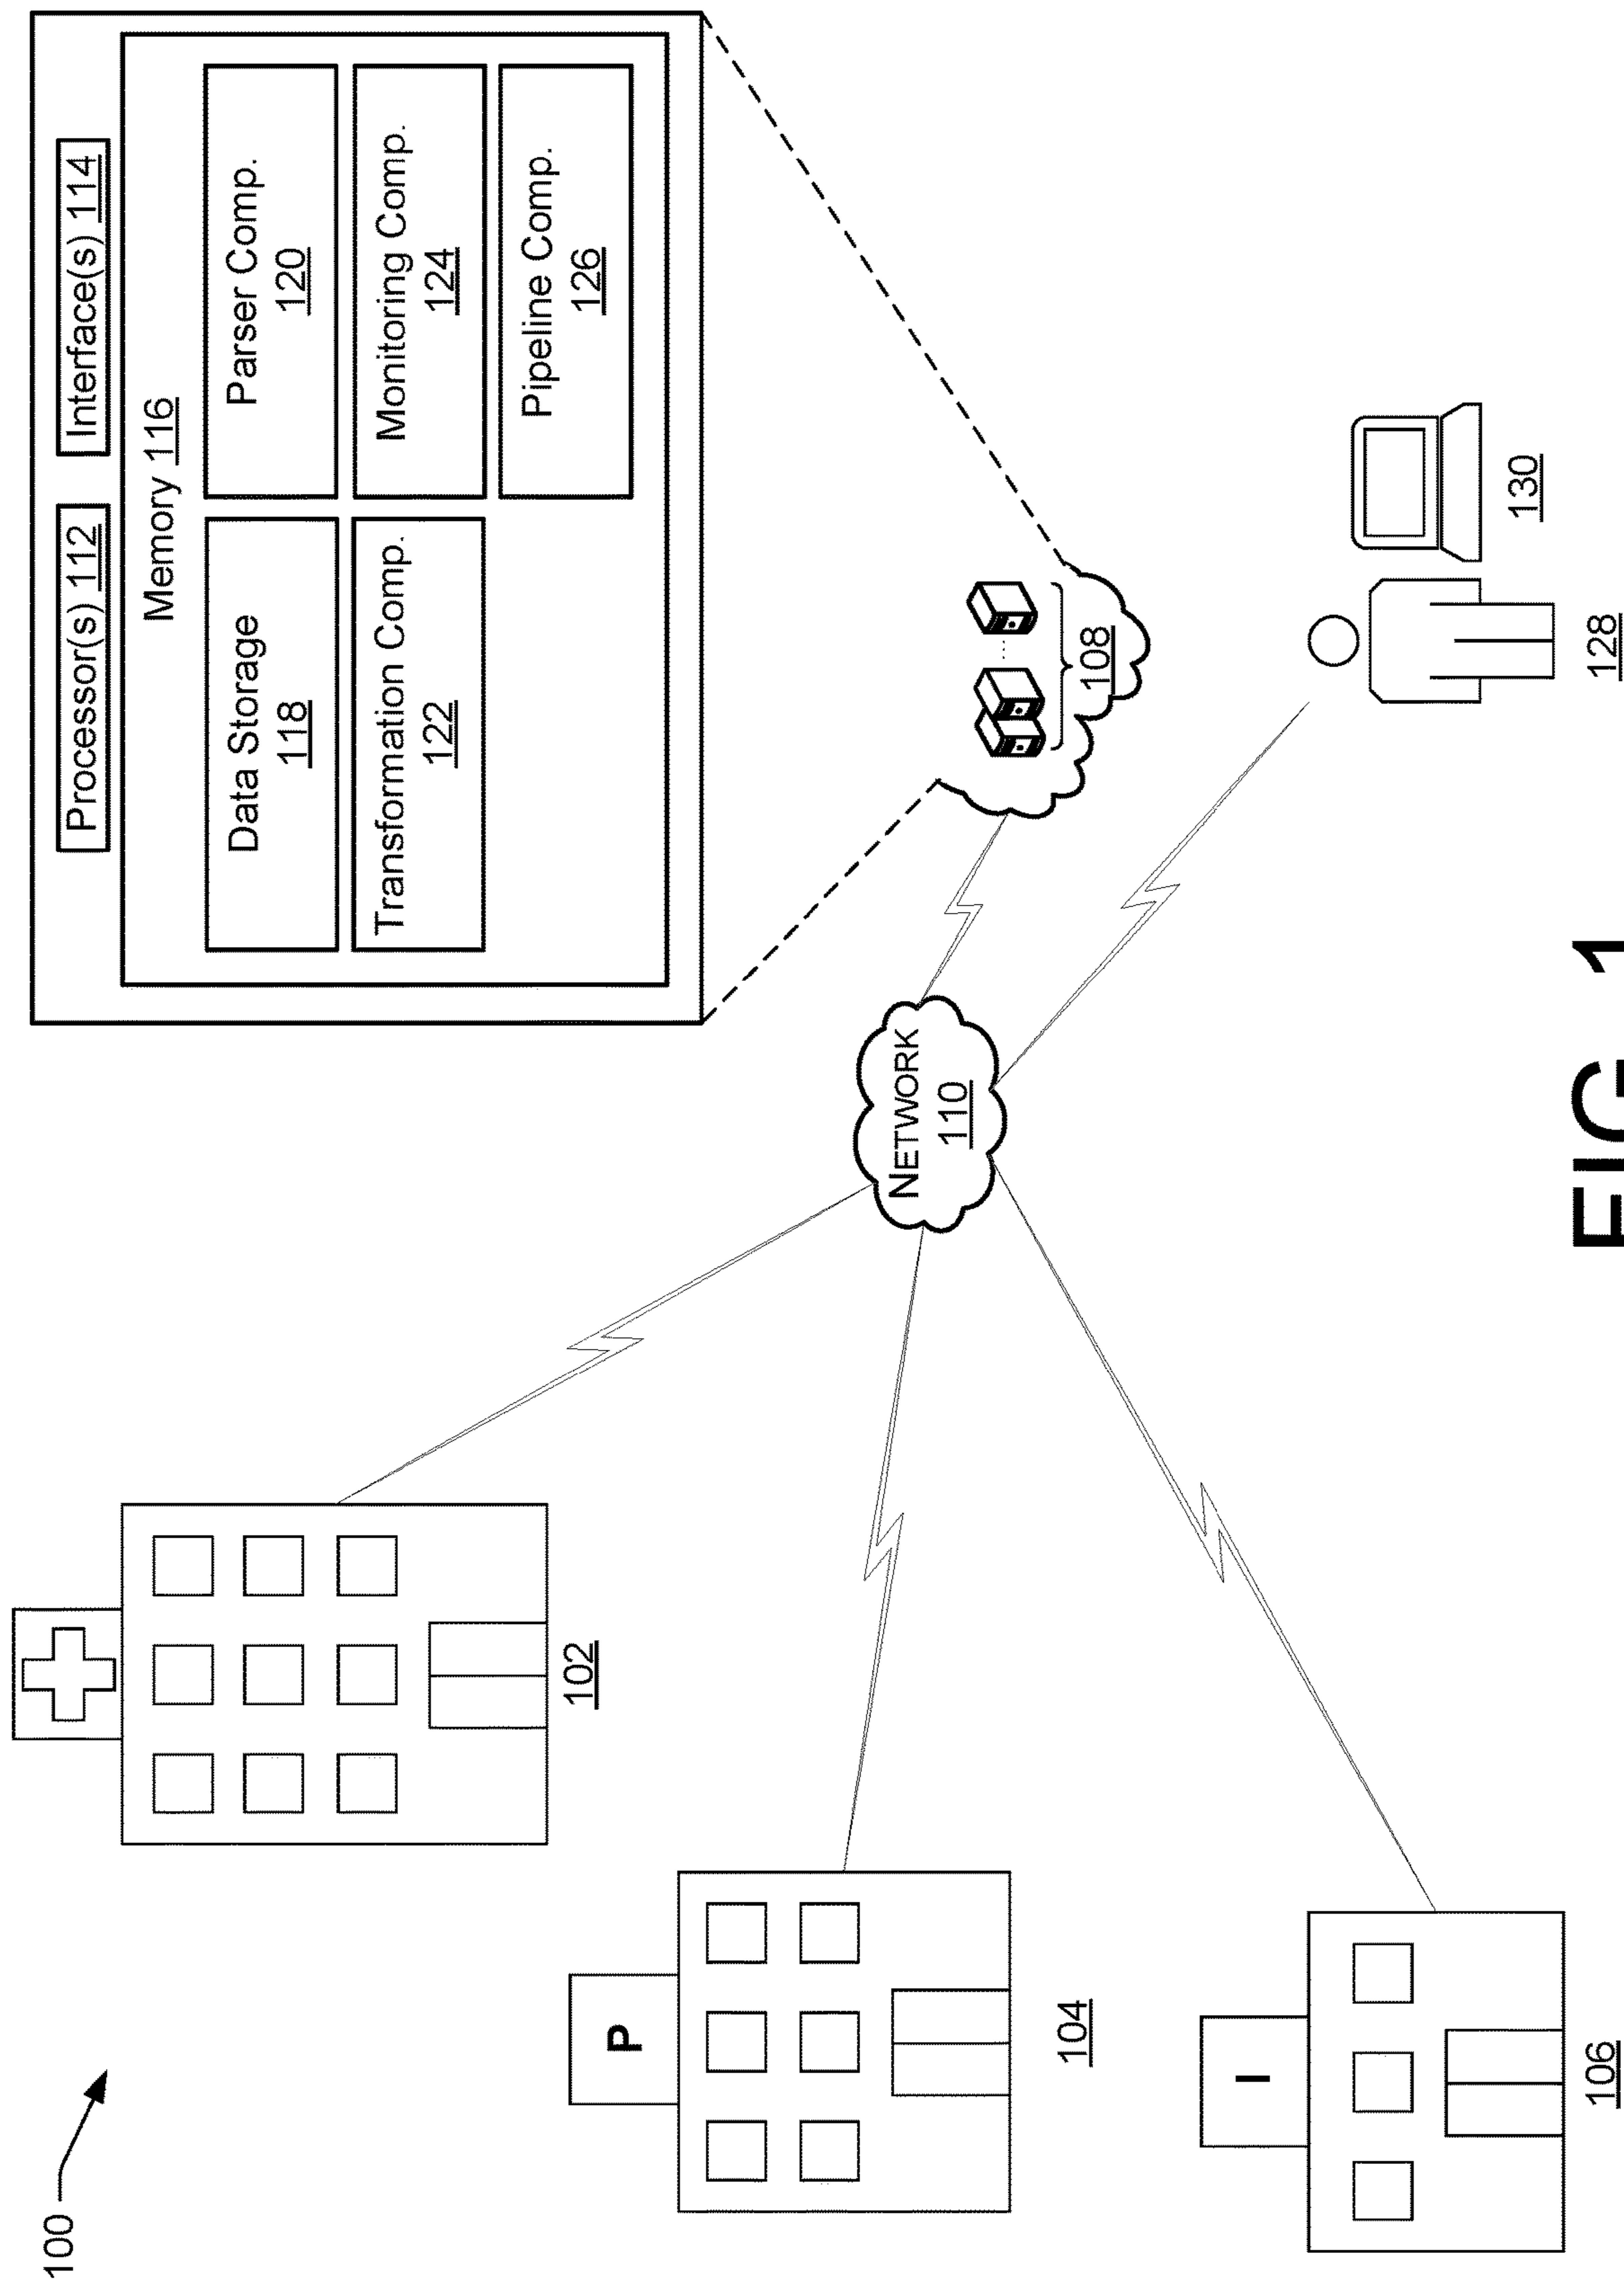 100
102
P
104
I
106
NETWORK
110
Processor(s) 112
Interface(s) 114
Memory 116
Data Storage
118
Parser Comp.
120
Transformation Comp.
122
Monitoring Comp.
124
Pipeline Comp.
126
108
128
130
FIG. 1